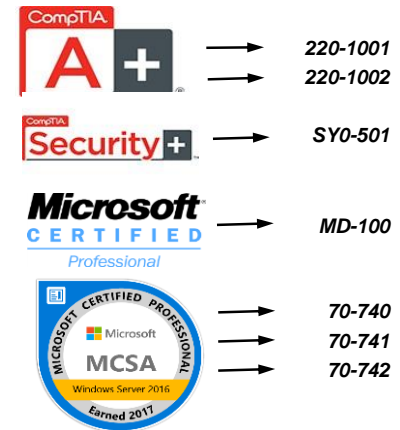 CompTIA.
A+
220-1001
220-1002
®
CompTIA
Security+
SY0-501
Microsoft
CERTIFIED
Professional
MD-100
MICROSOFT CERTIFIED PROFESSIONAL
Microsoft
MCSA
Windows Server 2016
Earned 2017
70-740
70-741
70-742